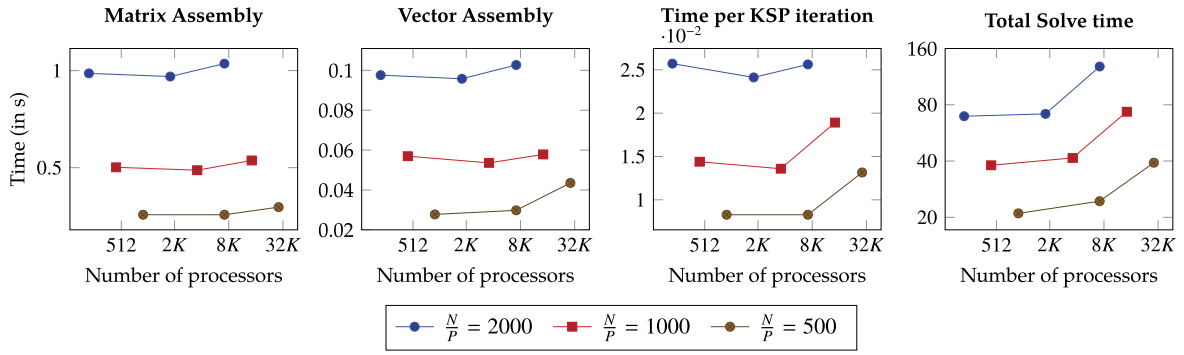 Matrix Assembly
Vector Assembly
Time per KSP iteration
Total Solve time
·10⁻²
Time (in s)
1
0.5
512 2K 8K 32K
Number of processors
0.1
0.08
0.06
0.04
0.02
512 2K 8K 32K
Number of processors
2.5
2
1.5
1
512 2K 8K 32K
Number of processors
160
80
40
20
512 2K 8K 32K
Number of processors
N/P = 2000 N/P = 1000 N/P = 500